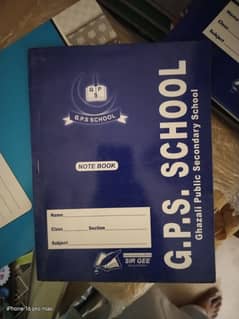 G P
S
G.P.S SCHOOL
NOTE BOOK
Name
Class Section
Subject
SIR GEE
G.P.S. SCHOOL
Ghazali Public Secondary School
iPhone 16 pro max